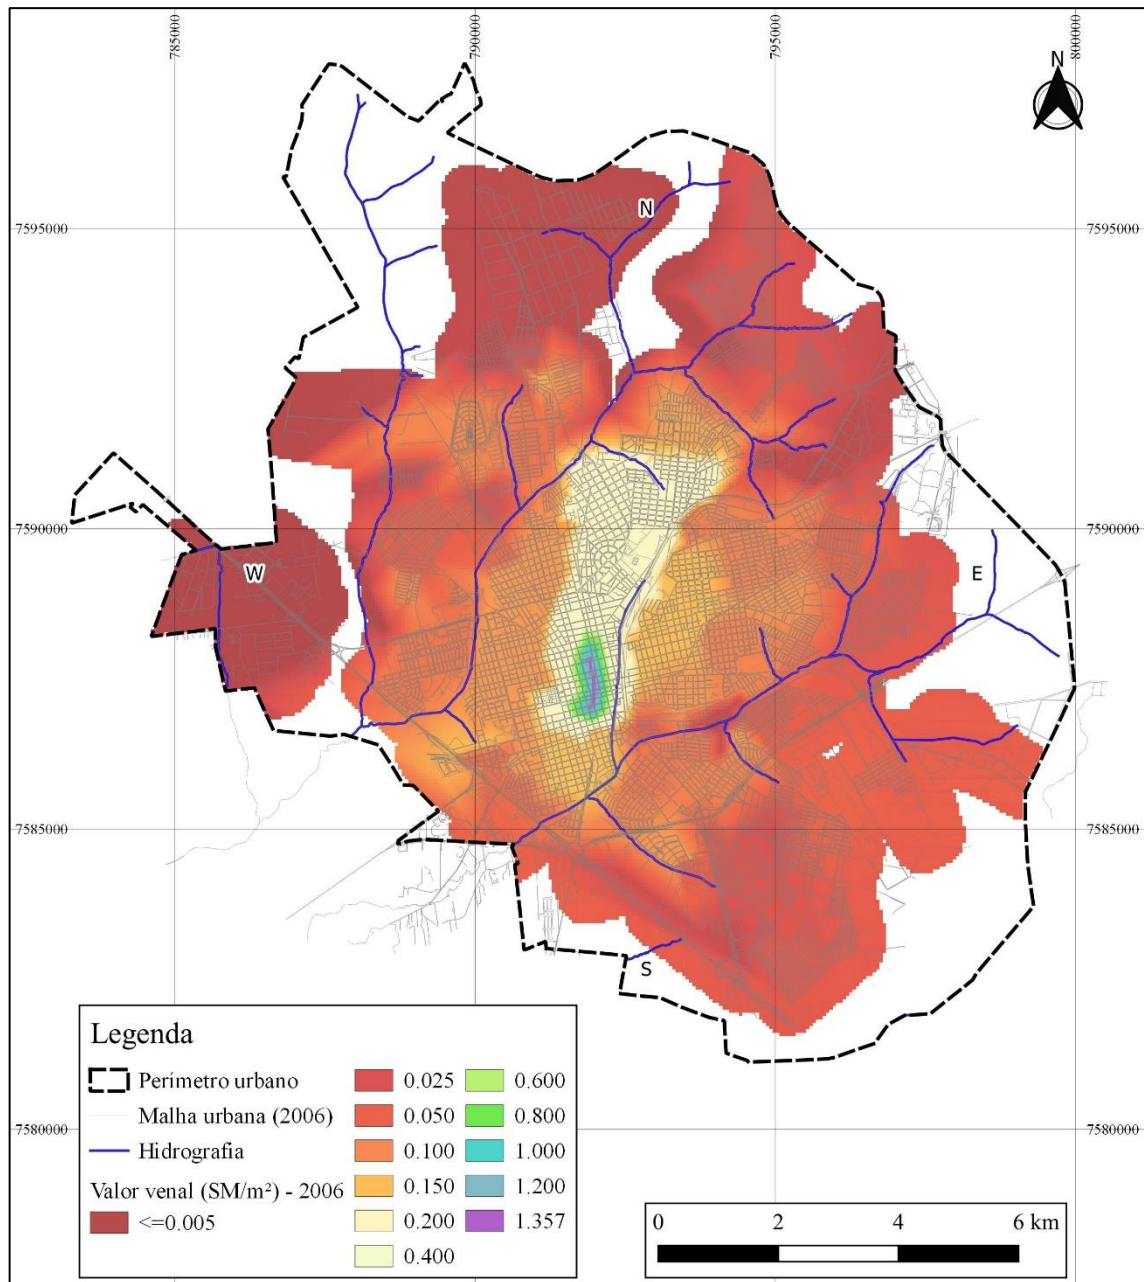 785000
790000
795000
800000
N
7595000
7595000
N
7590000
7590000
W
E
7585000
7585000
S
Legenda
Perímetro urbano
Malha urbana (2006)
Hidrografia
Valor venal (SM/m²) - 2006
<=0.005
0.025
0.050
0.100
0.150
0.200
0.400
0.600
0.800
1.000
1.200
1.357
7580000
7580000
0 2 4 6 km